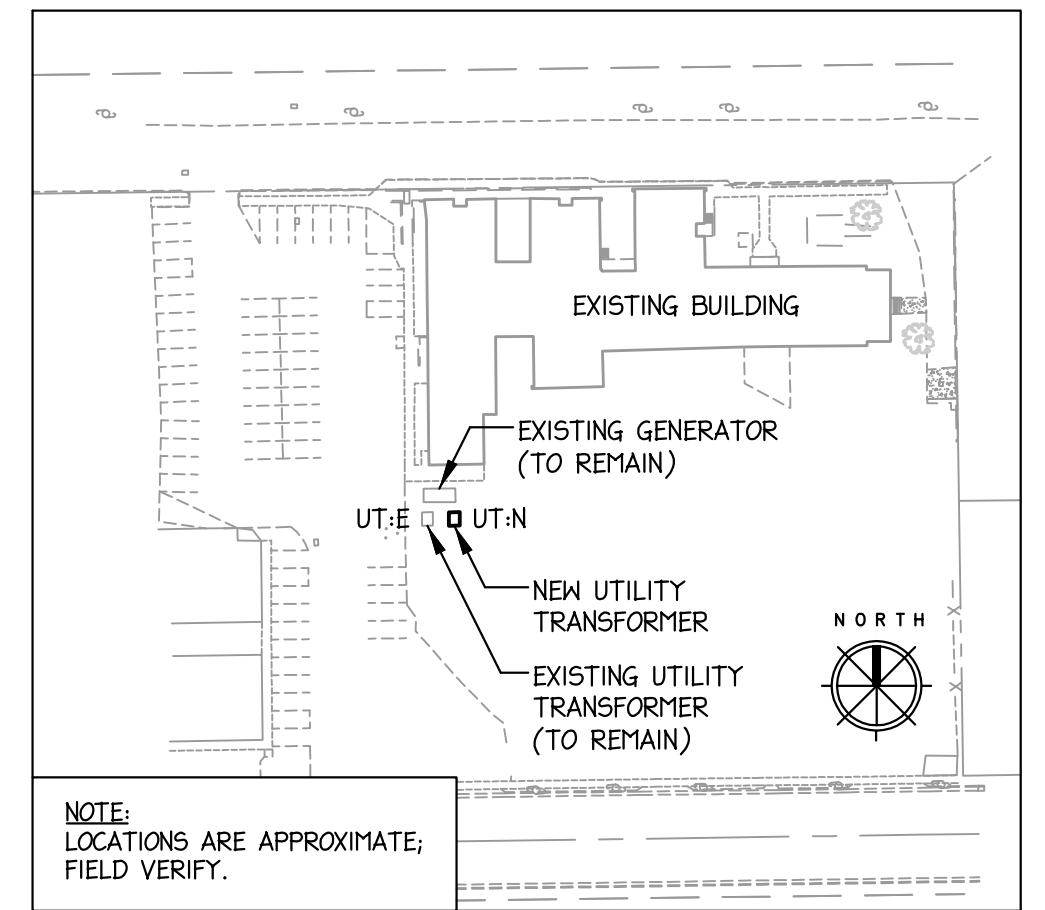 EXISTING BUILDING
EXISTING GENERATOR
(TO REMAIN)
UT:E
UT:N
NEW UTILITY
TRANSFORMER
NORTH
EXISTING UTILITY
TRANSFORMER
(TO REMAIN)
NOTE:
LOCATIONS ARE APPROXIMATE;
FIELD VERIFY.